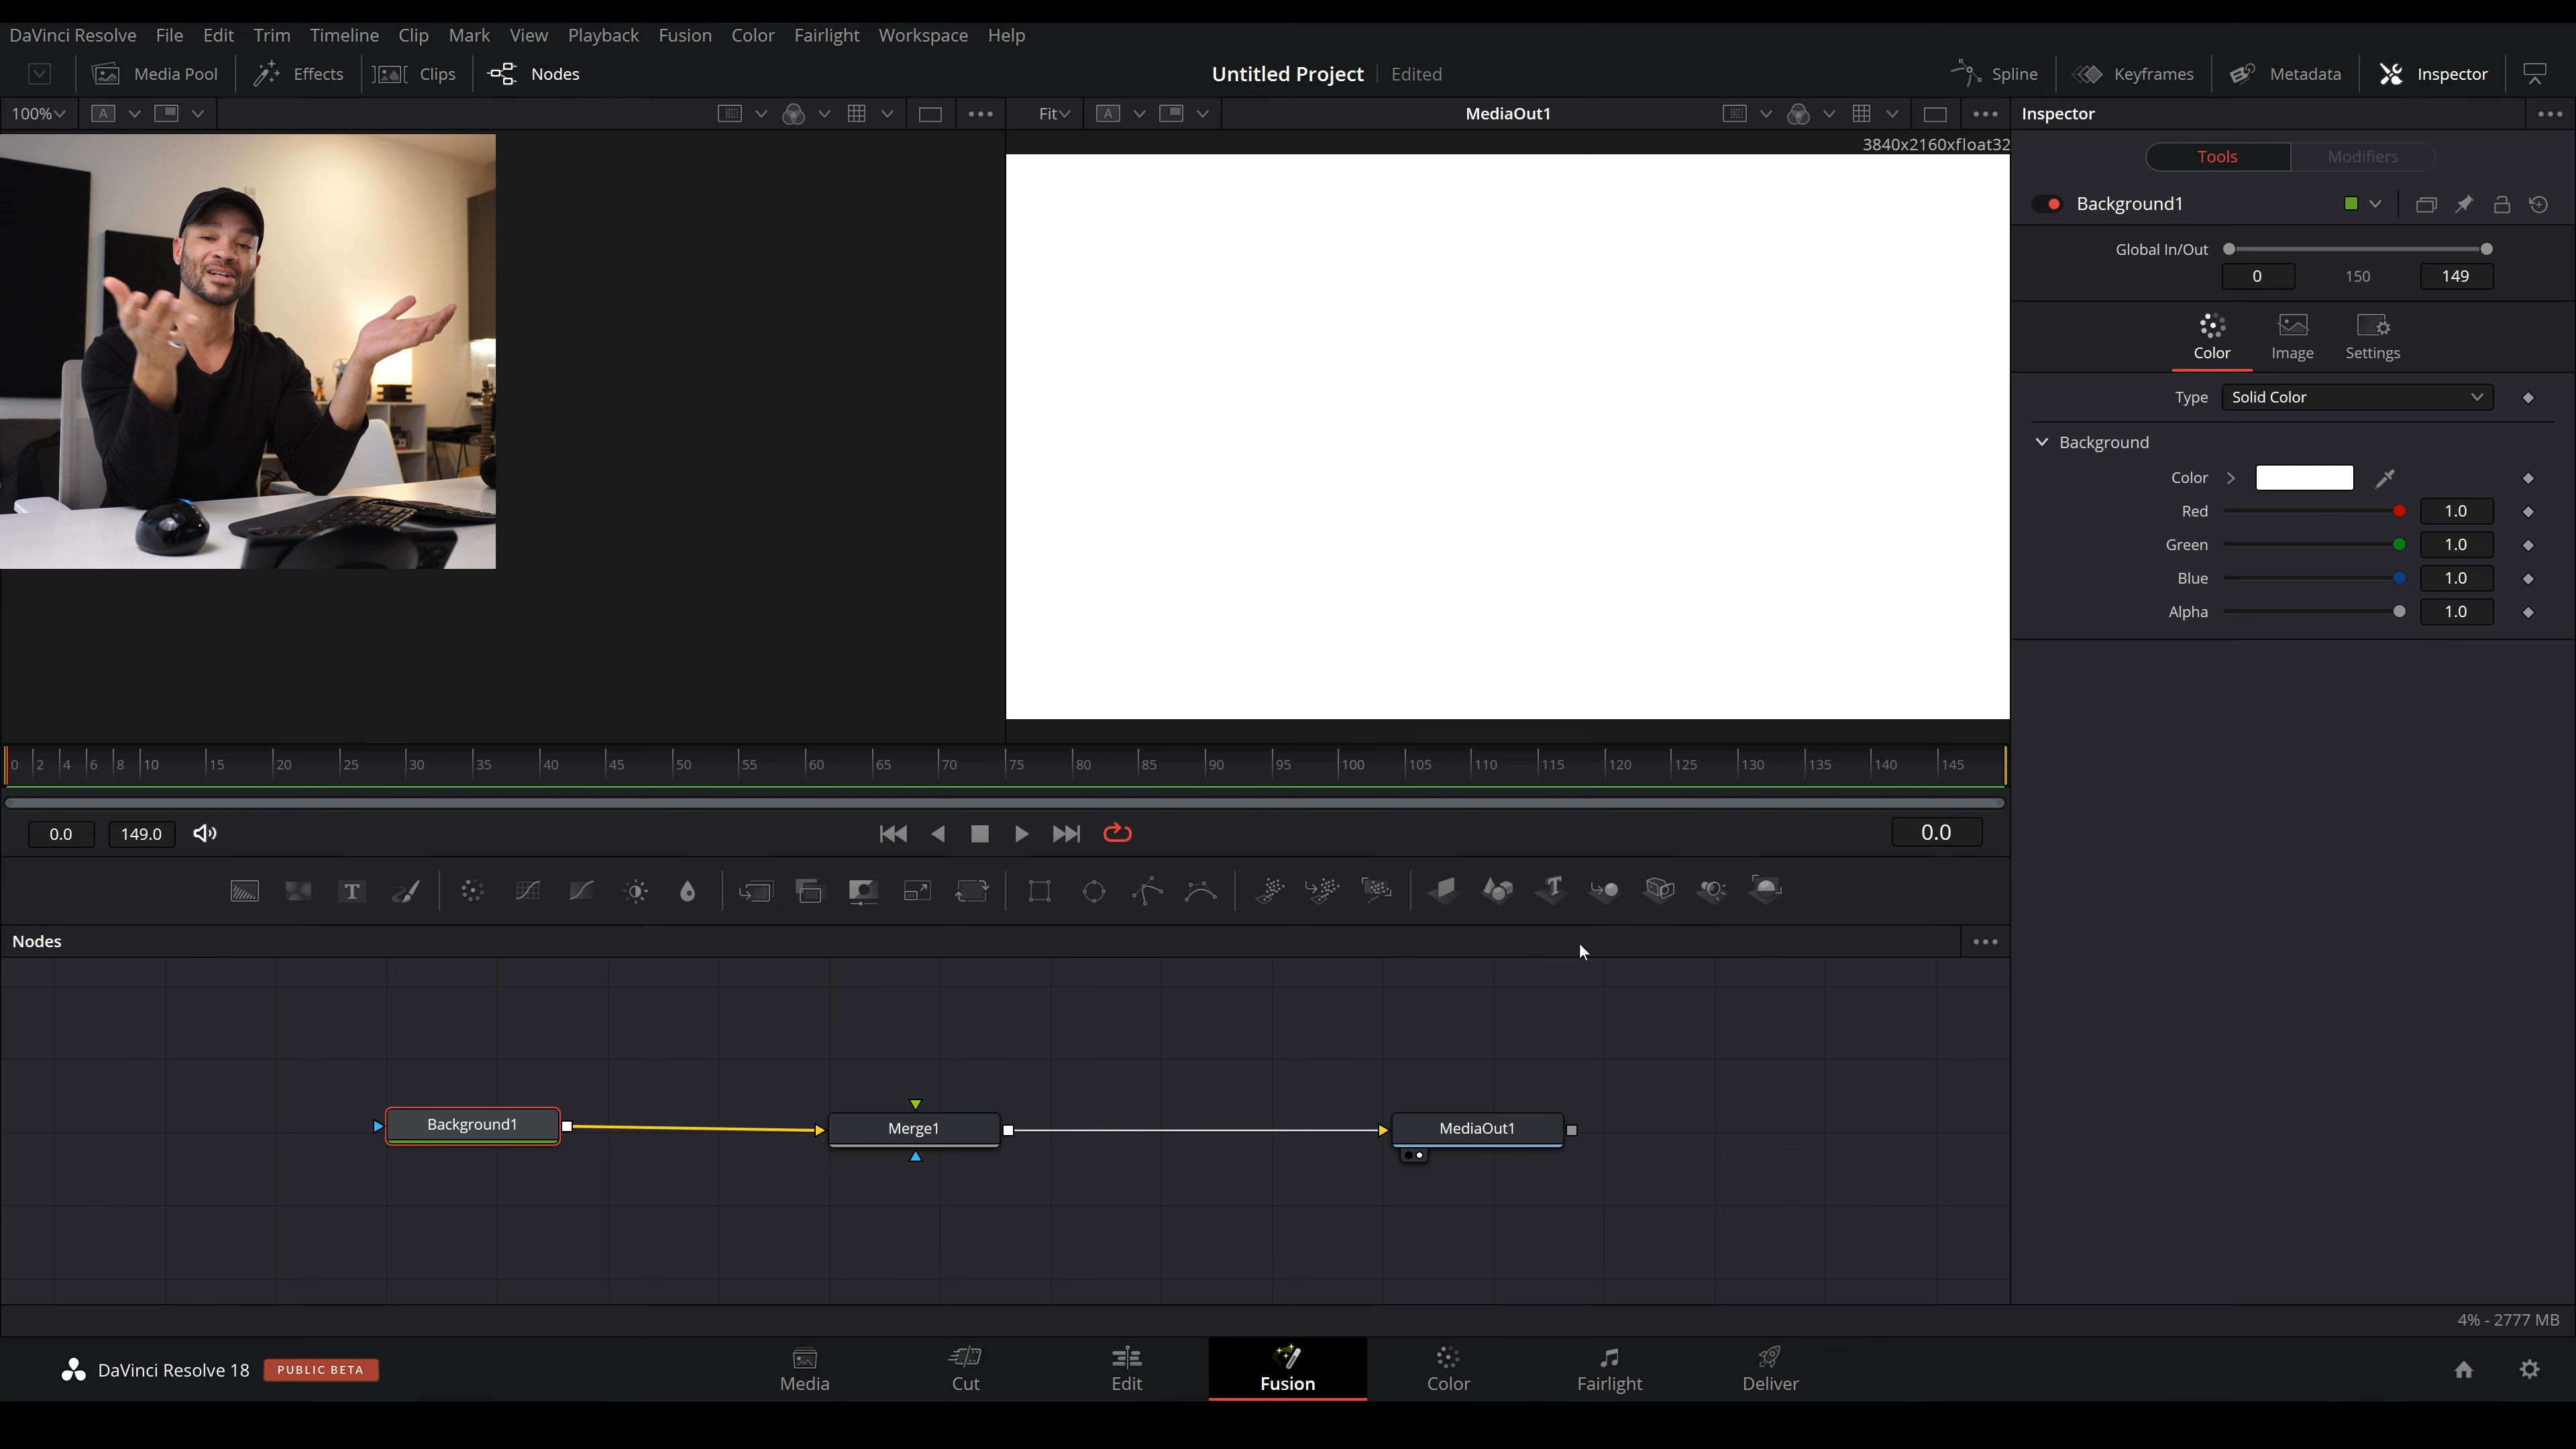 DaVinci Resolve File Edit Trim Timeline Clip Mark View Playback Fusion Color Fairlight Workspace Help
Media Pool Effects Clips Nodes Untitled Project Edited Spline Keyframes Metadata Inspector
100% A Fit A MediaOut1 Inspector
3840x2160xfloat32
Tools Modifiers
Background1
Global In/Out
0 150 149
Color Image Settings
Type Solid Color
Background
Color
Red 1.0
Green 1.0
Blue 1.0
Alpha 1.0
0 2 4 6 8 10 15 20 25 30 35 40 45 50 55 60 65 70 75 80 85 90 95 100 105 110 115 120 125 130 135 140 145
0.0 149.0 0.0
T T
Nodes
Background1 Merge1 MediaOut1
4% - 2777 MB
DaVinci Resolve 18 PUBLIC BETA Media Cut Edit Fusion Color Fairlight Deliver